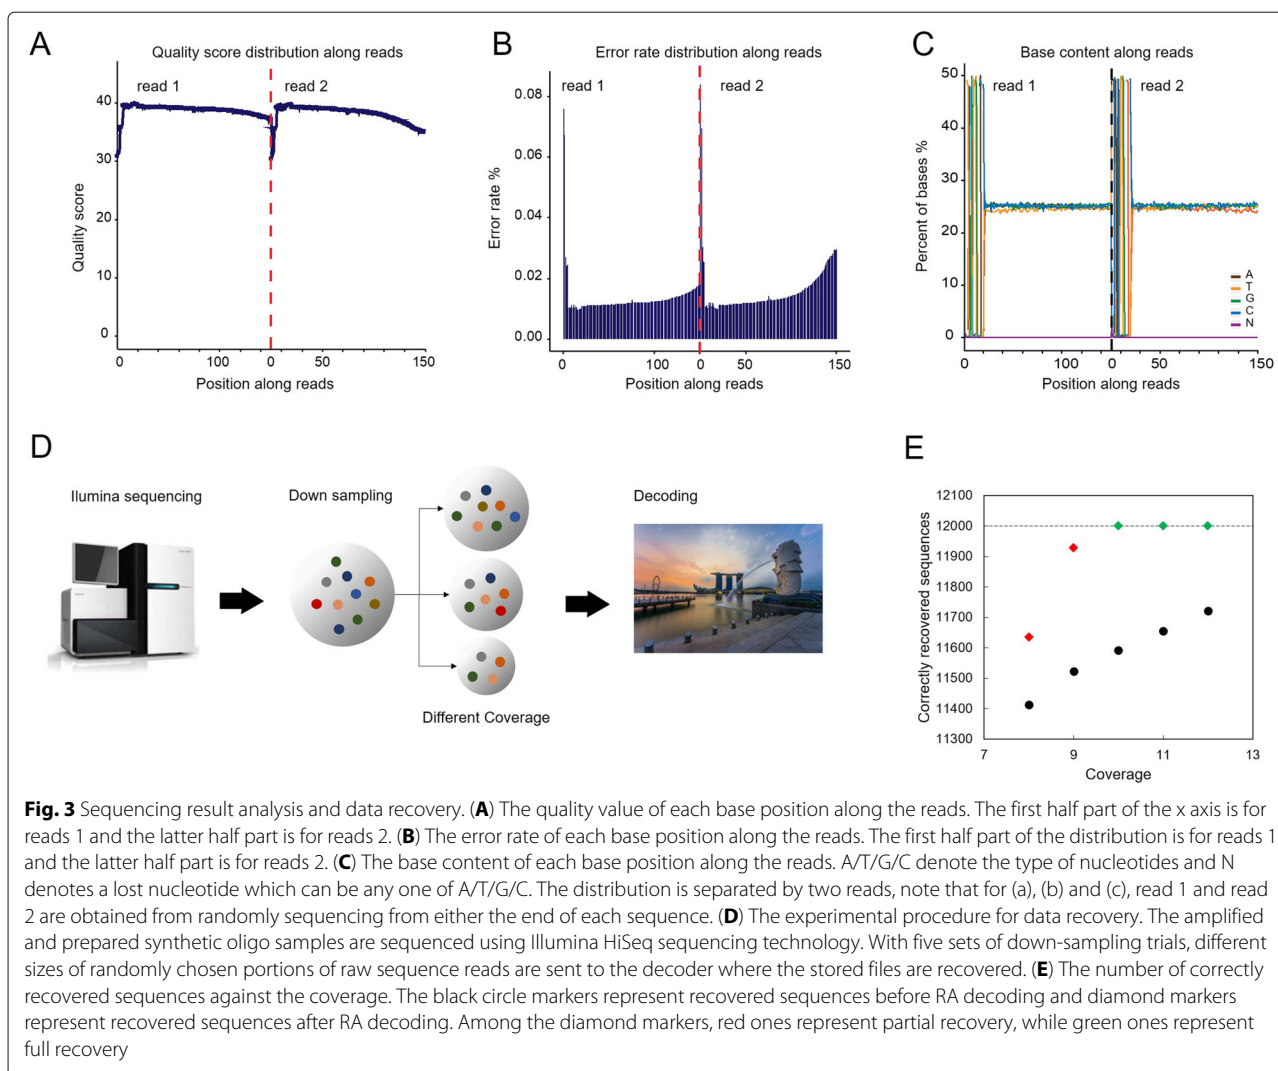 A
Quality score distribution along reads
read 1
read 2
40
30
20
10
0
Quality score
0
100
0
50
150
Position along reads
B
Error rate distribution along reads
read 1
read 2
0.08
0.06
0.04
0.02
0.00
Error rate %
0
100
0
50
150
Position along reads
C
Base content along reads
read 1
read 2
50
40
30
20
10
0
Percent of bases %
A
T
G
C
N
0
100
0
50
150
Position along reads
D
Ilumina sequencing
Down sampling
Different Coverage
Decoding
E
12100
12000
11900
11800
11700
11600
11500
11400
11300
Correctly recovered sequences
7
9
11
13
Coverage
Fig. 3 Sequencing result analysis and data recovery. (A) The quality value of each base position along the reads. The first half part of the x axis is for
reads 1 and the latter half part is for reads 2. (B) The error rate of each base position along the reads. The first half part of the distribution is for reads 1
and the latter half part is for reads 2. (C) The base content of each base position along the reads. A/T/G/C denote the type of nucleotides and N
denotes a lost nucleotide which can be any one of A/T/G/C. The distribution is separated by two reads, note that for (a), (b) and (c), read 1 and read
2 are obtained from randomly sequencing from either the end of each sequence. (D) The experimental procedure for data recovery. The amplified
and prepared synthetic oligo samples are sequenced using Illumina HiSeq sequencing technology. With five sets of down-sampling trials, different
sizes of randomly chosen portions of raw sequence reads are sent to the decoder where the stored files are recovered. (E) The number of correctly
recovered sequences against the coverage. The black circle markers represent recovered sequences before RA decoding and diamond markers
represent recovered sequences after RA decoding. Among the diamond markers, red ones represent partial recovery, while green ones represent
full recovery